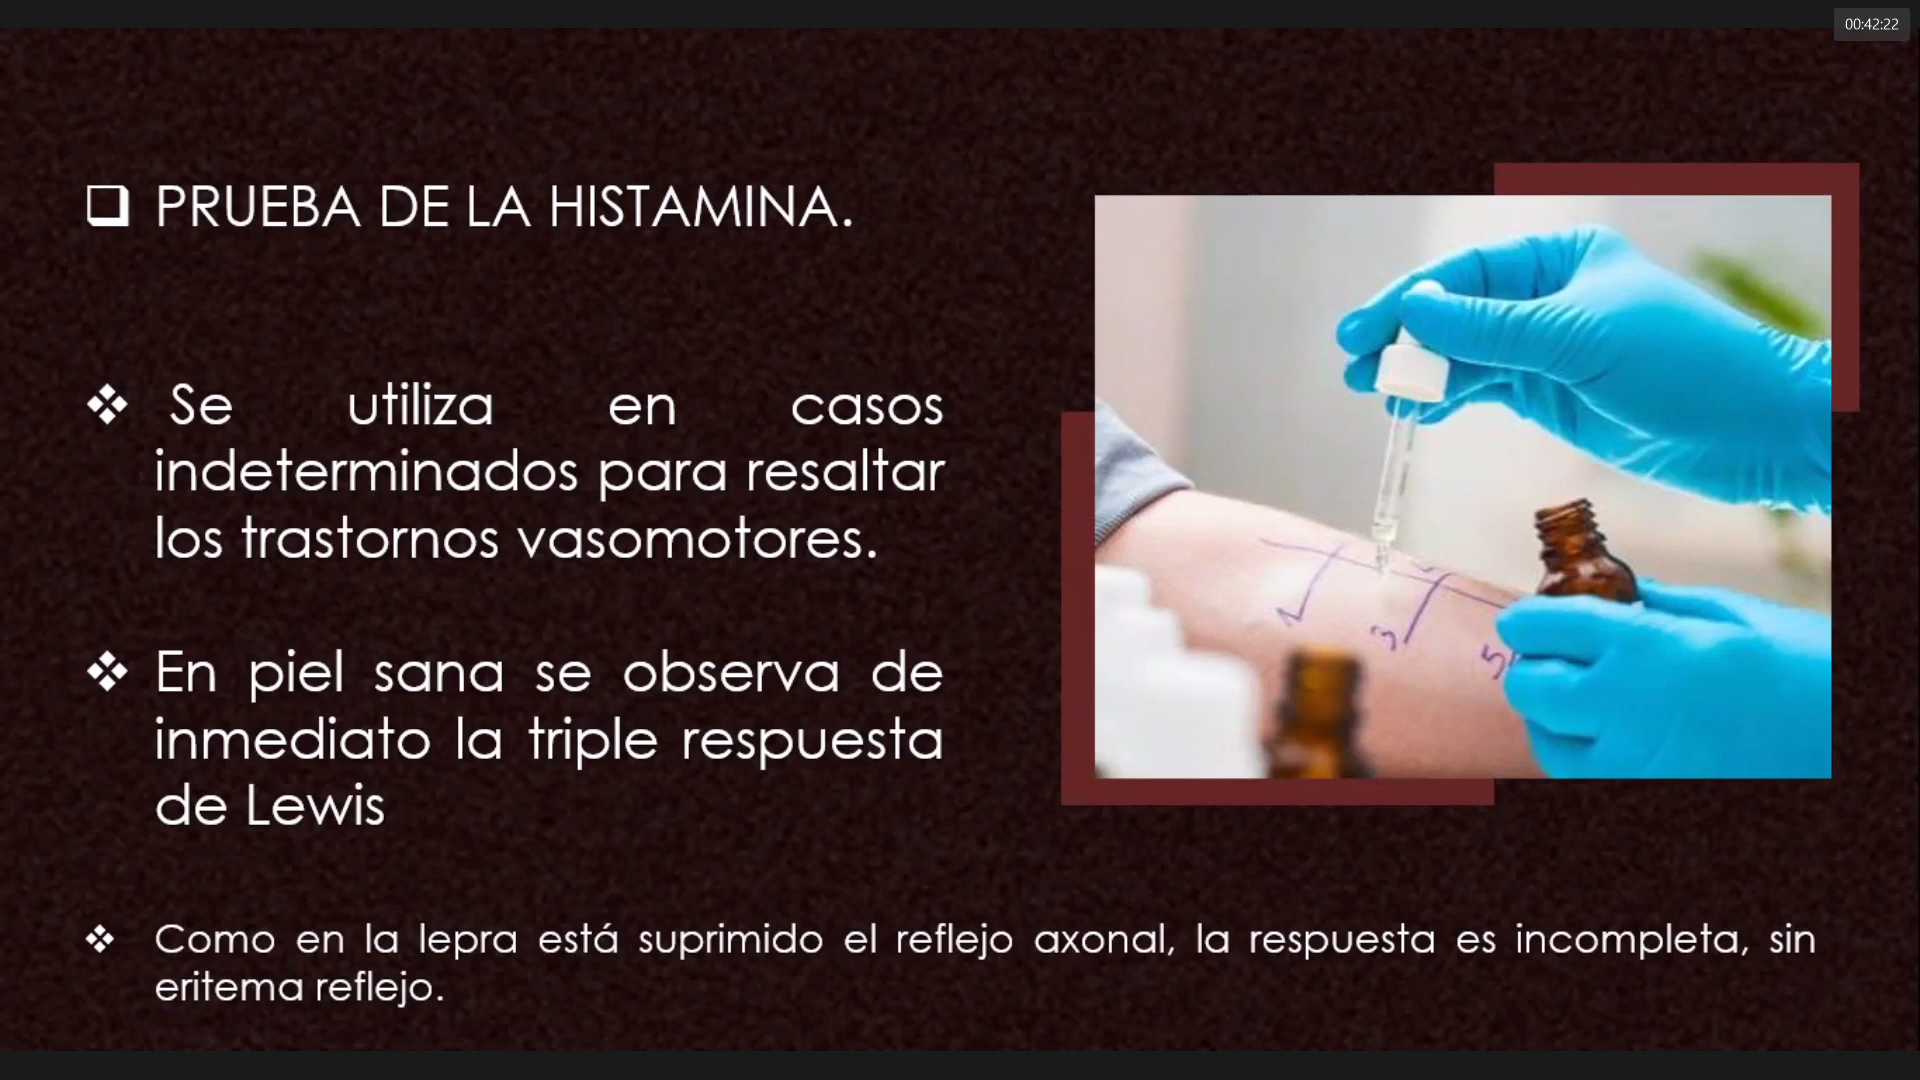 00:42:22
PRUEBA DE LA HISTAMINA.
Se utiliza en casos
indeterminados para resaltar
los trastornos vasomotores.
En piel sana se observa de
inmediato la triple respuesta
de Lewis
3
5
Como en la lepra está suprimido el reflejo axonal, la respuesta es incompleta, sin
eritema reflejo.